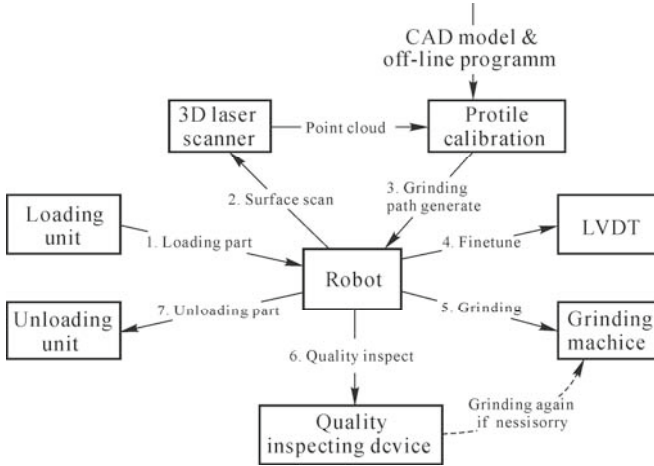 CAD model &
off-line programm
3D laser
scanner
Point cloud
Protile
calibration
2. Surface scan
3. Grinding
path generate
Loading
unit
1. Loading part
4. Finetune
LVDT
Robot
7. Unloading part
5. Grinding
Unloading
unit
Grinding
machice
6. Quality inspect
Grinding again
if nessisorry
Quality
inspecting dcvice